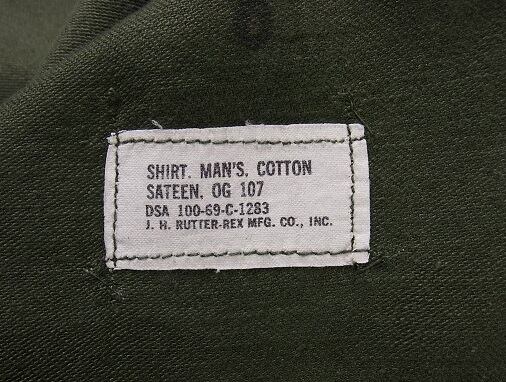 SHIRT. MAN'S, COTTON
SATEEN, OG 107
DSA 100-69-C-1283
J. H. RUTTER-REX MFG. CO., INC.